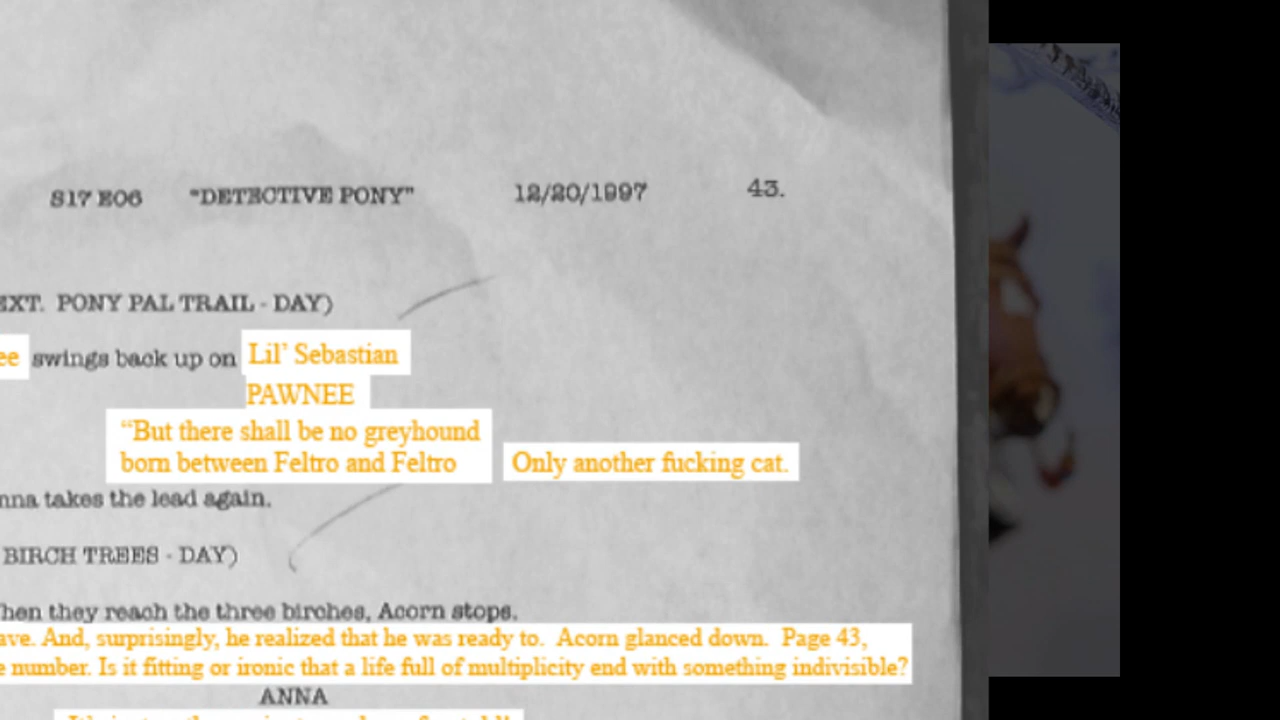 S17 E06 "DETECTIVE PONY" 12/20/1997 43.
EXT. PONY PAL TRAIL - DAY)
ee swings back up on Lil' Sebastian
PAWNEE
"But there shall be no greyhound
born between Feltro and Feltro Only another fucking cat.
nna takes the lead again.
BIRCH TREES - DAY)
hen they reach the three birches, Acorn stops.
ave. And, surprisingly, he realized that he was ready to. Acorn glanced down. Page 43,
e number. Is it fitting or ironic that a life full of multiplicity end with something indivisible?
ANNA